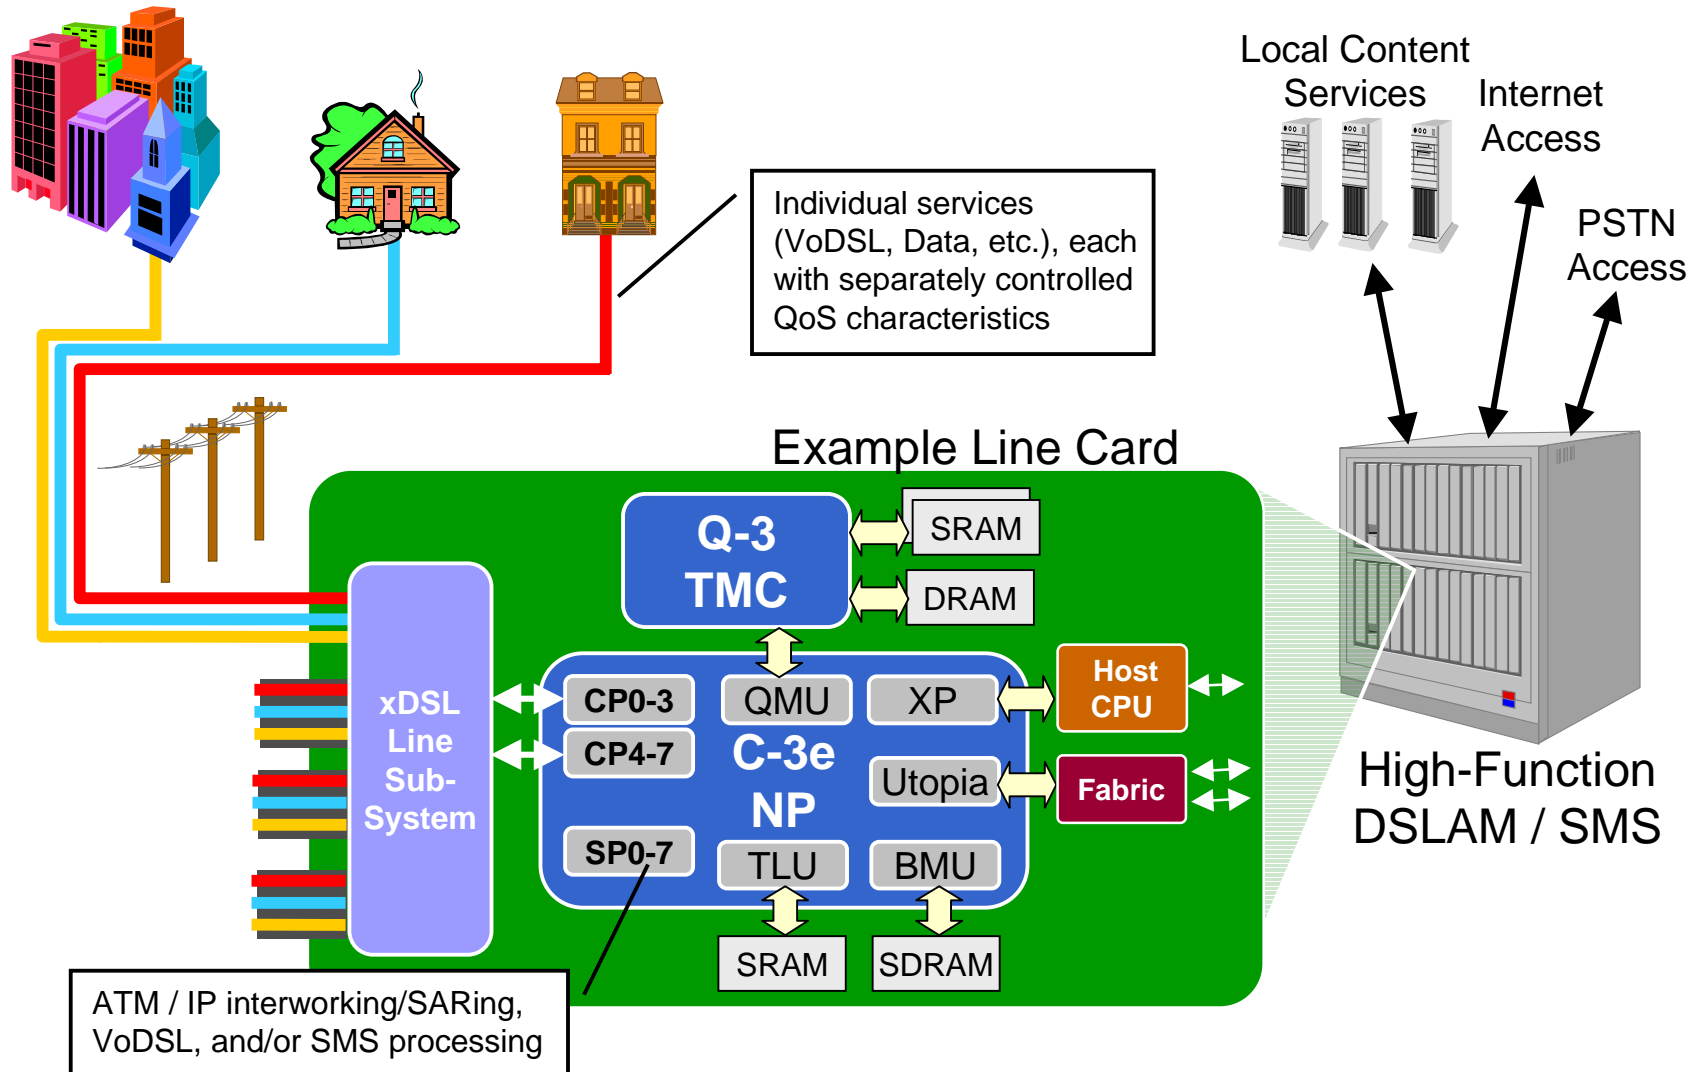 Local Content
Services
Internet
Access
PSTN
Access
Individual services
(VoDSL, Data, etc.), each
with separately controlled
QoS characteristics
Example Line Card
Q-3
TMC
SRAM
DRAM
xDSL
Line
Sub-
System
CP0-3
CP4-7
SP0-7
QMU
XP
C-3e
NP
Utopia
TLU
BMU
Host
CPU
Fabric
SRAM
SDRAM
High-Function
DSLAM / SMS
ATM / IP interworking/SARing,
VoDSL, and/or SMS processing